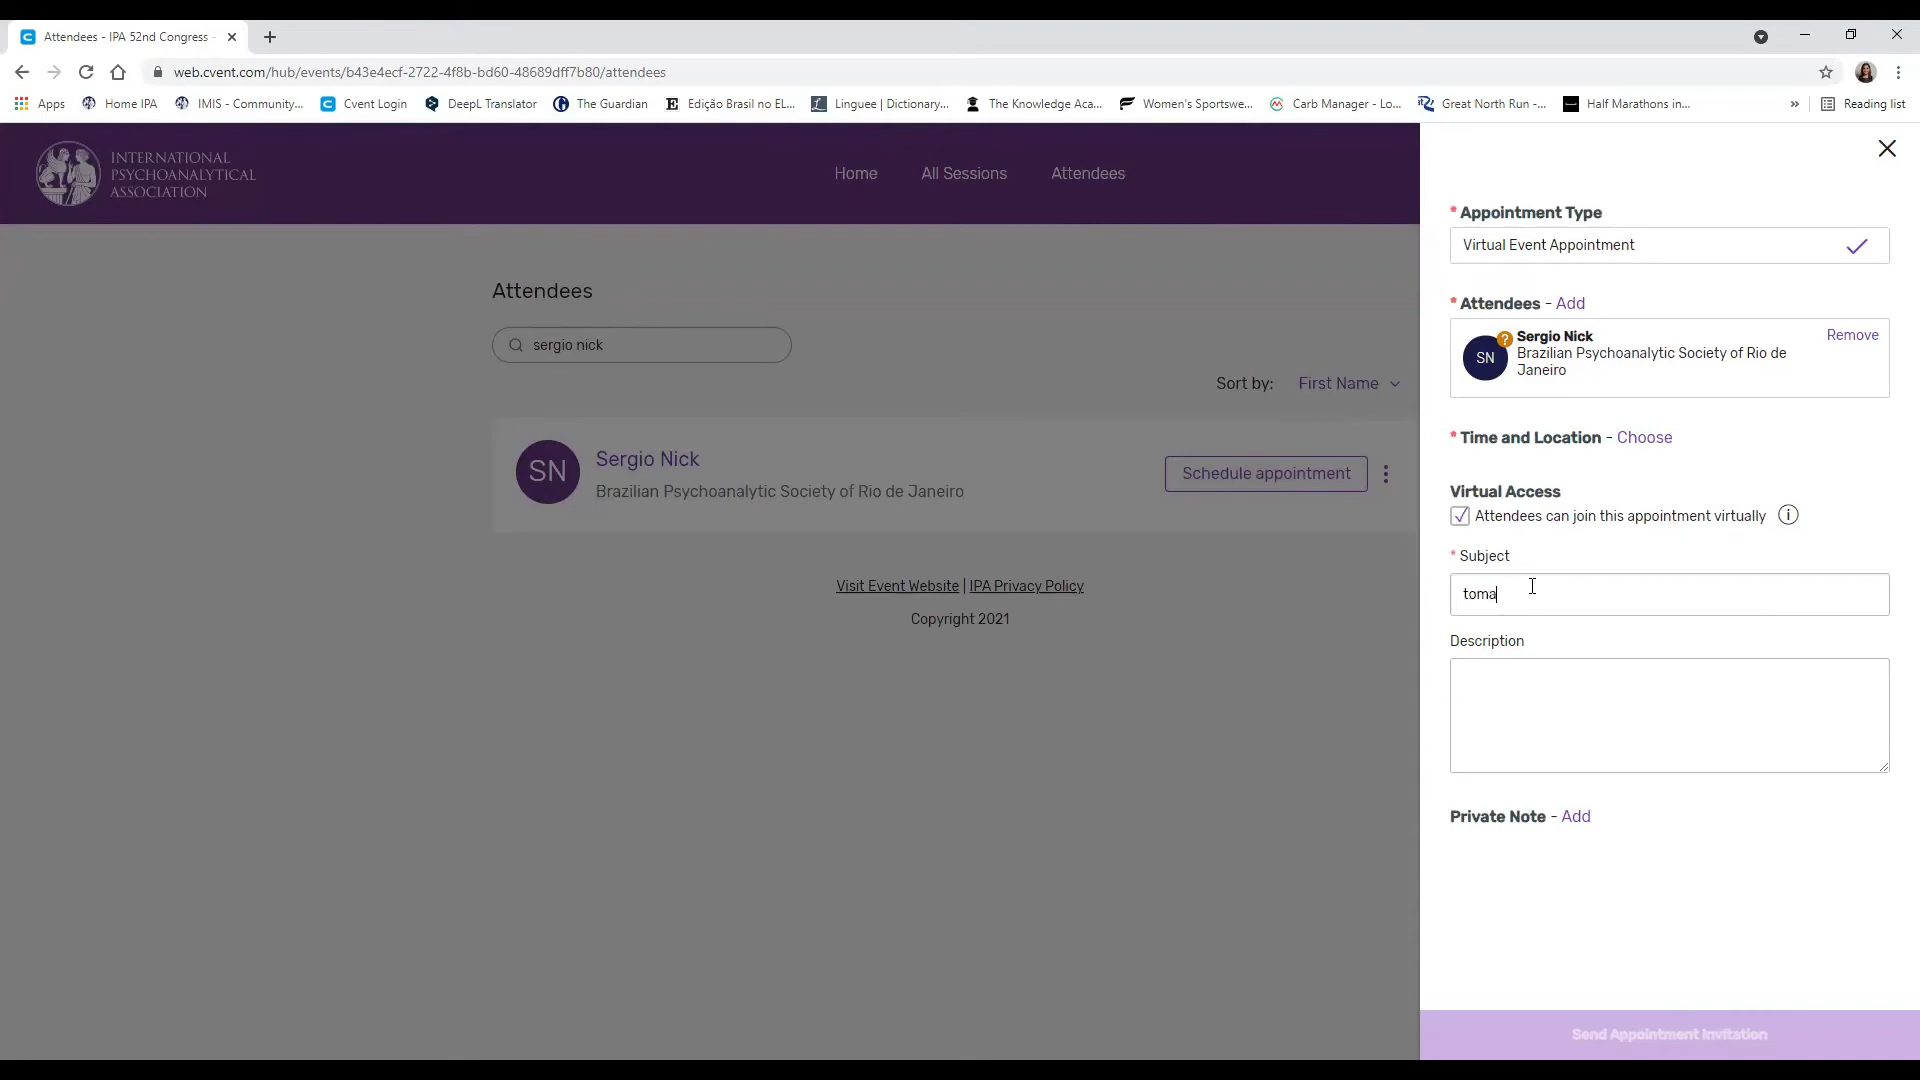 Attendees - IPA 52nd Congress -
web.cvent.com/hub/events/b43e4ecf-2722-4f8b-bd60-48689dff7b80/attendees
Apps Home IPA IMIS - Community... Cvent Login DeepL Translator The Guardian Edição Brasil no EL... Linguee | Dictionary... The Knowledge Aca... Women's Sportswe... Carb Manager - Lo... Great North Run -... Half Marathons in... » Reading list
INTERNATIONAL
PSYCHOANALYTICAL
ASSOCIATION
Home All Sessions Attendees
Attendees
sergio nick
Sort by: First Name
SN
Sergio Nick
Brazilian Psychoanalytic Society of Rio de Janeiro
Schedule appointment
Visit Event Website | IPA Privacy Policy
Copyright 2021
* Appointment Type
Virtual Event Appointment
* Attendees - Add
SN
?
Sergio Nick
Brazilian Psychoanalytic Society of Rio de
Janeiro
Remove
* Time and Location - Choose
Virtual Access
Attendees can join this appointment virtually
* Subject
toma
Description
Private Note - Add
Send Appointment Invitation